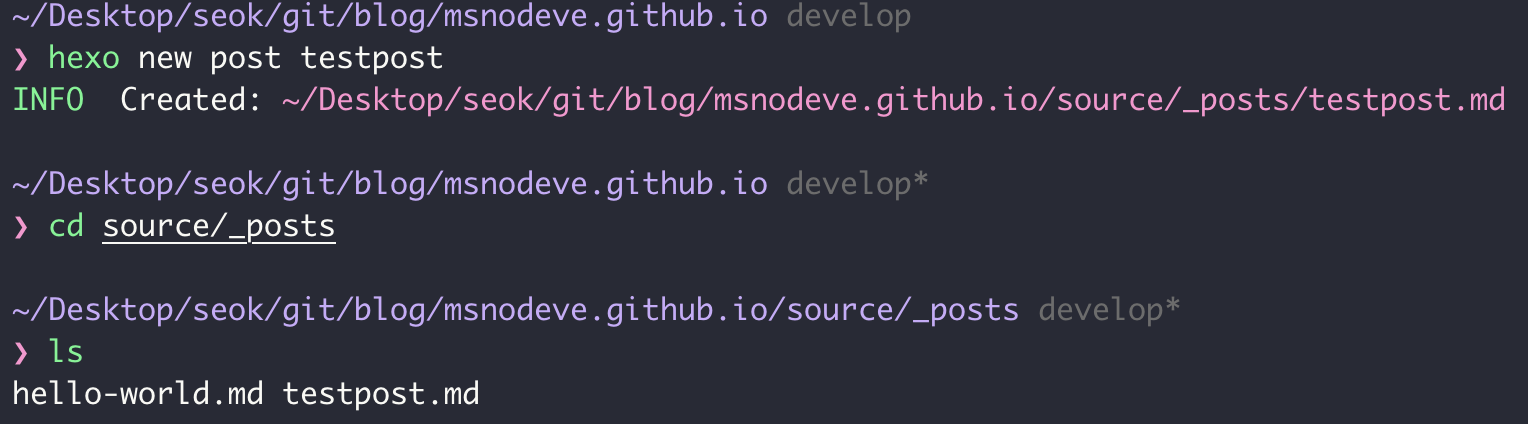 ~/Desktop/seok/git/blog/msnodeve.github.io develop
❯ hexo new post testpost
INFO  Created: ~/Desktop/seok/git/blog/msnodeve.github.io/source/_posts/testpost.md
~/Desktop/seok/git/blog/msnodeve.github.io develop*
❯ cd source/_posts
~/Desktop/seok/git/blog/msnodeve.github.io/source/_posts develop*
❯ ls
hello-world.md testpost.md